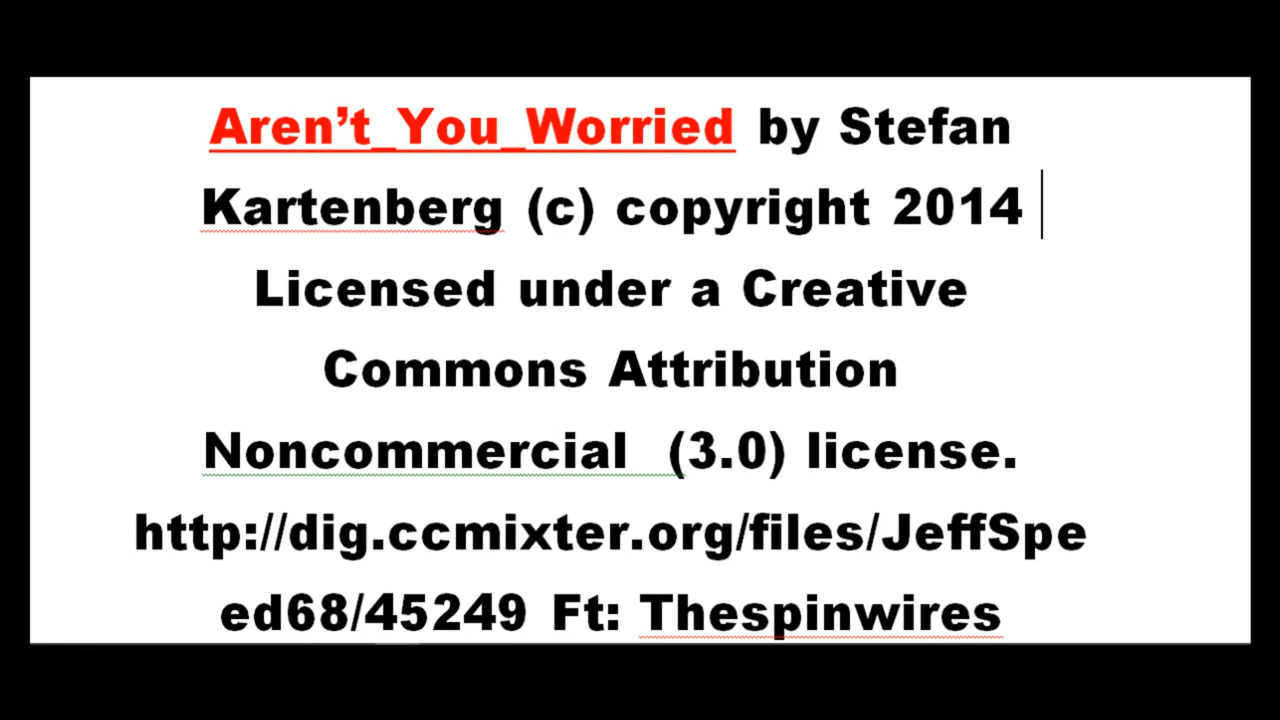 Aren’t_You_Worried by Stefan
Kartenberg (c) copyright 2014
Licensed under a Creative
Commons Attribution
Noncommercial  (3.0) license.
http://dig.ccmixter.org/files/JeffSpe
ed68/45249 Ft: Thespinwires